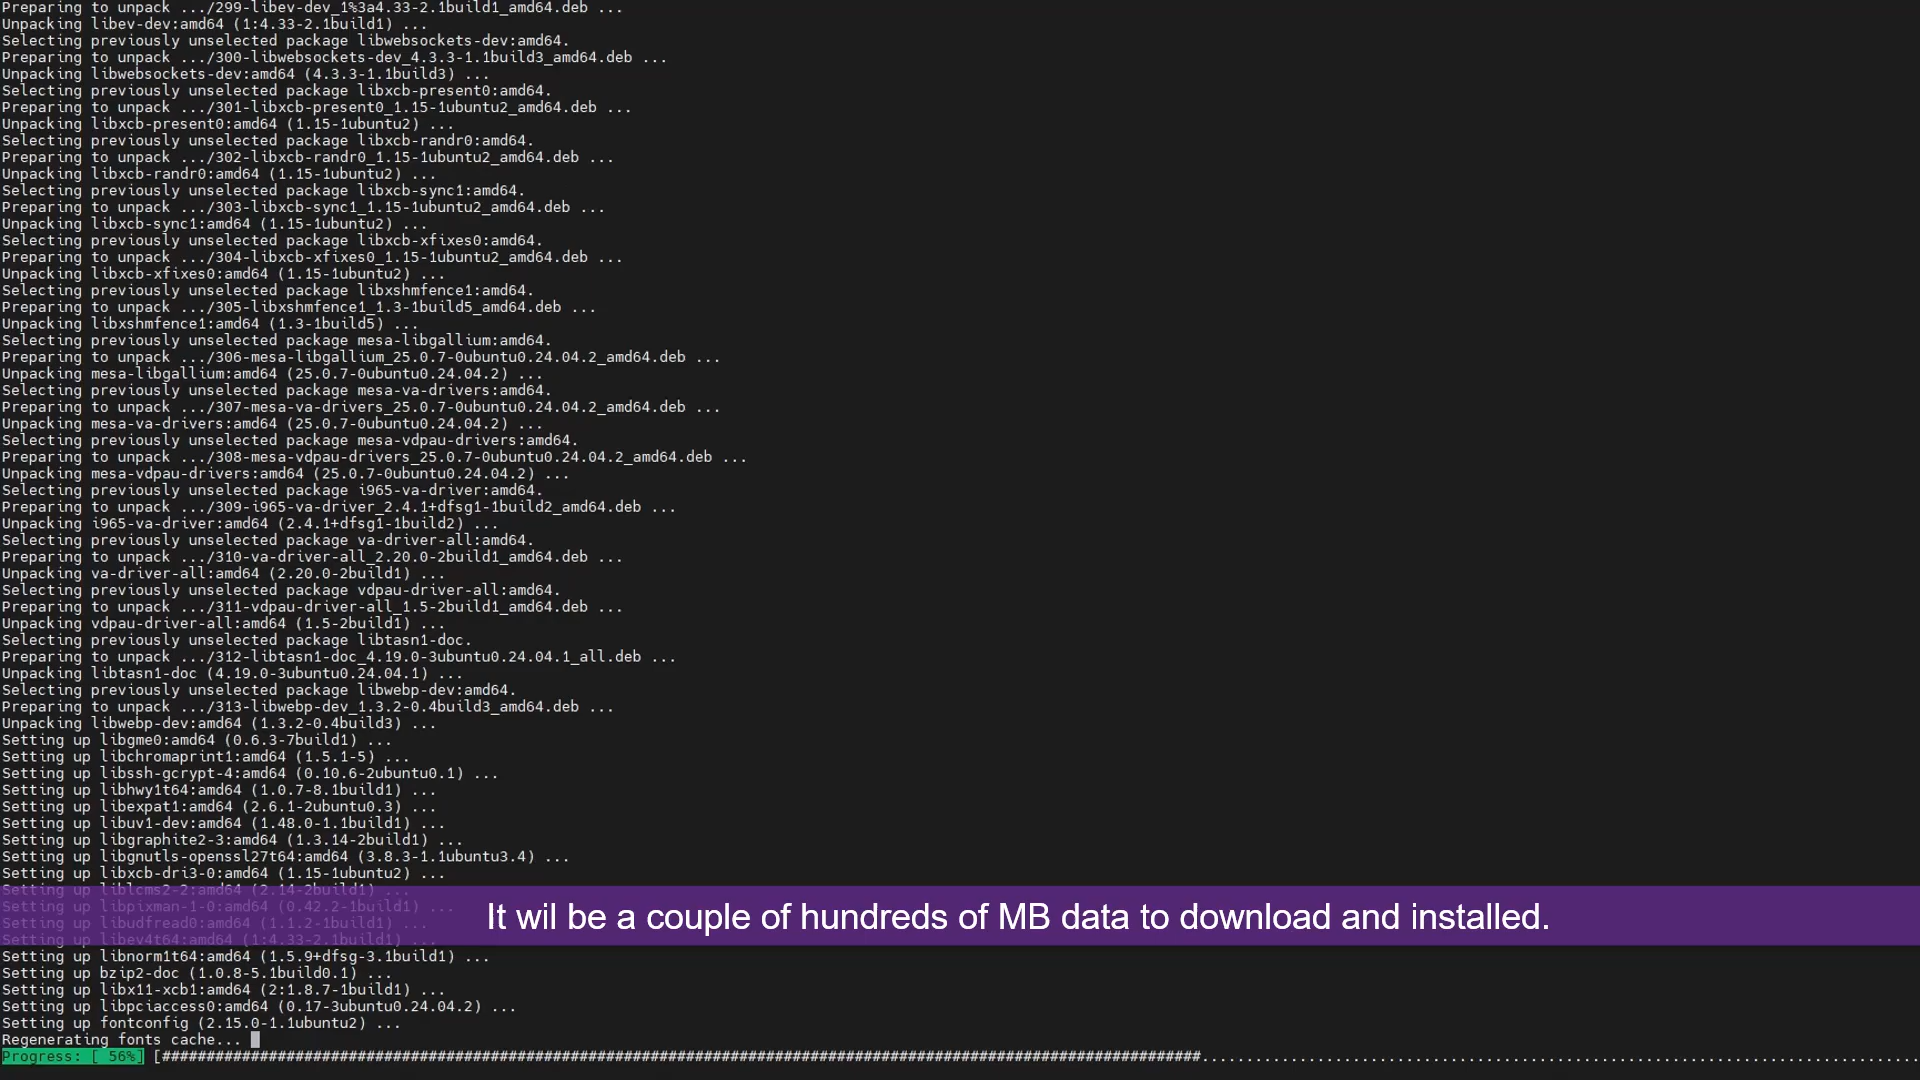 Preparing to unpack .../299-libev-dev_1%3a4.33-2.1build1_amd64.deb ...
Unpacking libev-dev:amd64 (1:4.33-2.1build1) ...
Selecting previously unselected package libwebsockets-dev:amd64.
Preparing to unpack .../300-libwebsockets-dev_4.3.3-1.1build3_amd64.deb ...
Unpacking libwebsockets-dev:amd64 (4.3.3-1.1build3) ...
Selecting previously unselected package libxcb-present0:amd64.
Preparing to unpack .../301-libxcb-present0_1.15-1ubuntu2_amd64.deb ...
Unpacking libxcb-present0:amd64 (1.15-1ubuntu2) ...
Selecting previously unselected package libxcb-randr0:amd64.
Preparing to unpack .../302-libxcb-randr0_1.15-1ubuntu2_amd64.deb ...
Unpacking libxcb-randr0:amd64 (1.15-1ubuntu2) ...
Selecting previously unselected package libxcb-sync1:amd64.
Preparing to unpack .../303-libxcb-sync1_1.15-1ubuntu2_amd64.deb ...
Unpacking libxcb-sync1:amd64 (1.15-1ubuntu2) ...
Selecting previously unselected package libxcb-xfixes0:amd64.
Preparing to unpack .../304-libxcb-xfixes0_1.15-1ubuntu2_amd64.deb ...
Unpacking libxcb-xfixes0:amd64 (1.15-1ubuntu2) ...
Selecting previously unselected package libxshmfence1:amd64.
Preparing to unpack .../305-libxshmfence1_1.3-1build5_amd64.deb ...
Unpacking libxshmfence1:amd64 (1.3-1build5) ...
Selecting previously unselected package mesa-libgallium:amd64.
Preparing to unpack .../306-mesa-libgallium_25.0.7-0ubuntu0.24.04.2_amd64.deb ...
Unpacking mesa-libgallium:amd64 (25.0.7-0ubuntu0.24.04.2) ...
Selecting previously unselected package mesa-va-drivers:amd64.
Preparing to unpack .../307-mesa-va-drivers_25.0.7-0ubuntu0.24.04.2_amd64.deb ...
Unpacking mesa-va-drivers:amd64 (25.0.7-0ubuntu0.24.04.2) ...
Selecting previously unselected package mesa-vdpau-drivers:amd64.
Preparing to unpack .../308-mesa-vdpau-drivers_25.0.7-0ubuntu0.24.04.2_amd64.deb ...
Unpacking mesa-vdpau-drivers:amd64 (25.0.7-0ubuntu0.24.04.2) ...
Selecting previously unselected package i965-va-driver:amd64.
Preparing to unpack .../309-i965-va-driver_2.4.1+dfsg1-1build2_amd64.deb ...
Unpacking i965-va-driver:amd64 (2.4.1+dfsg1-1build2) ...
Selecting previously unselected package va-driver-all:amd64.
Preparing to unpack .../310-va-driver-all_2.20.0-2build1_amd64.deb ...
Unpacking va-driver-all:amd64 (2.20.0-2build1) ...
Selecting previously unselected package vdpau-driver-all:amd64.
Preparing to unpack .../311-vdpau-driver-all_1.5-2build1_amd64.deb ...
Unpacking vdpau-driver-all:amd64 (1.5-2build1) ...
Selecting previously unselected package libtasn1-doc.
Preparing to unpack .../312-libtasn1-doc_4.19.0-3ubuntu0.24.04.1_all.deb ...
Unpacking libtasn1-doc (4.19.0-3ubuntu0.24.04.1) ...
Selecting previously unselected package libwebp-dev:amd64.
Preparing to unpack .../313-libwebp-dev_1.3.2-0.4build3_amd64.deb ...
Unpacking libwebp-dev:amd64 (1.3.2-0.4build3) ...
Setting up libgme0:amd64 (0.6.3-7build1) ...
Setting up libchromaprint1:amd64 (1.5.1-5) ...
Setting up libssh-gcrypt-4:amd64 (0.10.6-2ubuntu0.1) ...
Setting up libhwy1t64:amd64 (1.0.7-8.1build1) ...
Setting up libexpat1:amd64 (2.6.1-2ubuntu0.3) ...
Setting up libuv1-dev:amd64 (1.48.0-1.1build1) ...
Setting up libgraphite2-3:amd64 (1.3.14-2build1) ...
Setting up libgnutls-openssl27t64:amd64 (3.8.3-1.1ubuntu3.4) ...
Setting up libxcb-dri3-0:amd64 (1.15-1ubuntu2) ...
Setting up liblcms2-2:amd64 (2.14-2build1) ...
Setting up libpixman-1-0:amd64 (0.42.2-1build1) ...
It wil be a couple of hundreds of MB data to download and installed.
Setting up libudfread0:amd64 (1.1.2-1build1) ...
Setting up libev4t64:amd64 (1:4.33-2.1build1) ...
Setting up libnorm1t64:amd64 (1.5.9+dfsg-3.1build1) ...
Setting up bzip2-doc (1.0.8-5.1build0.1) ...
Setting up libx11-xcb1:amd64 (2:1.8.7-1build1) ...
Setting up libpciaccess0:amd64 (0.17-3ubuntu0.24.04.2) ...
Setting up fontconfig (2.15.0-1.1ubuntu2) ...
Regenerating fonts cache...
Progress: [ 56%]